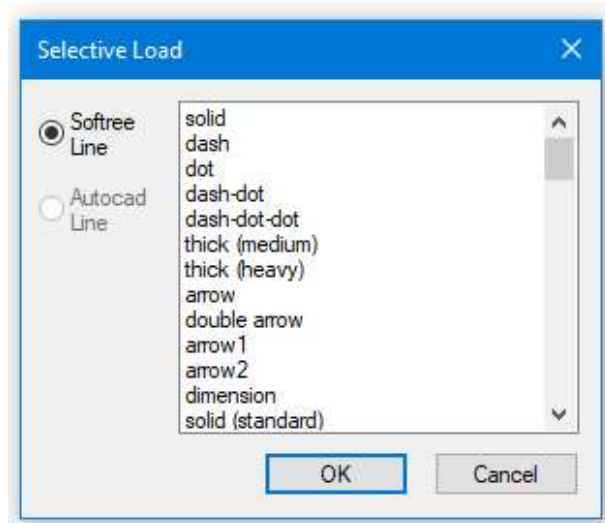 Selective Load
Softree
Line
Autocad
Line
solid
dash
dot
dash-dot
dash-dot-dot
thick (medium)
thick (heavy)
arrow
double arrow
arrow1
arrow2
dimension
solid (standard)
OK
Cancel